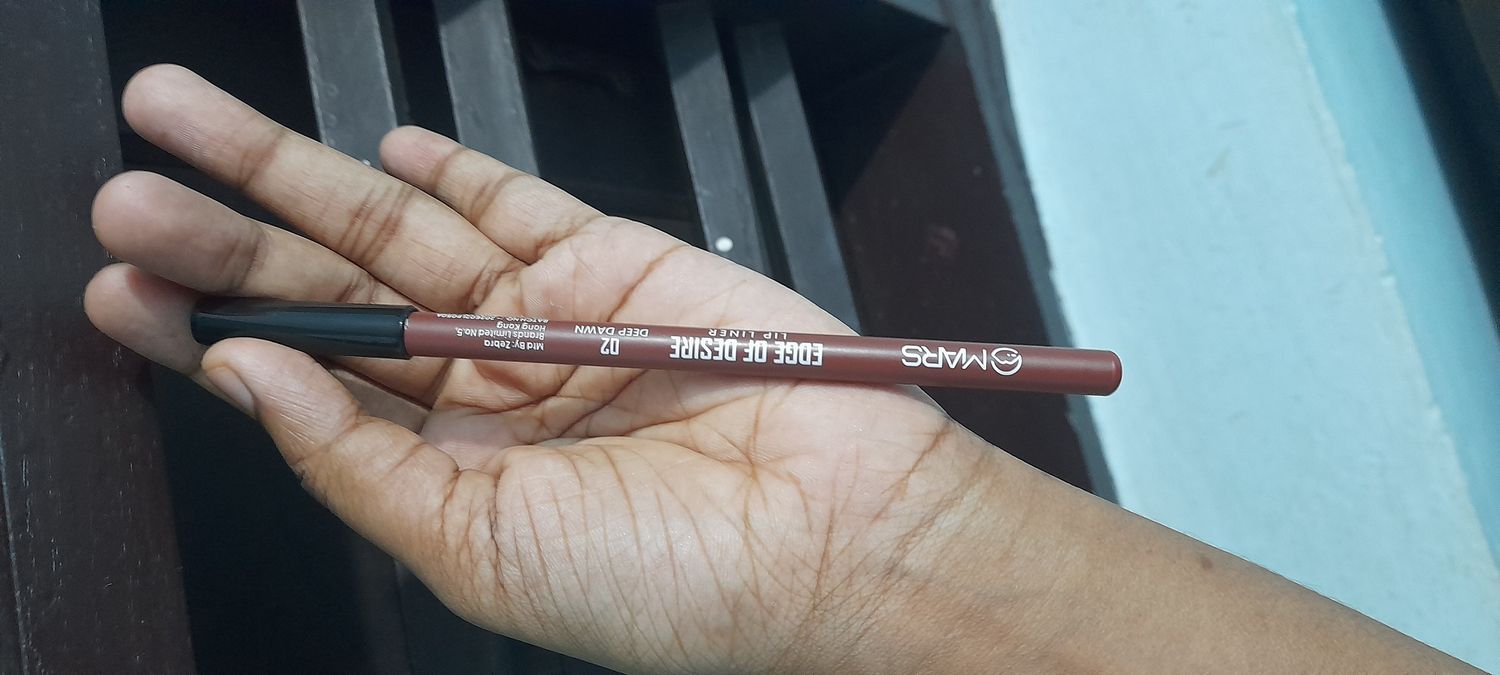 MARS
EDGE OF DESIRE
LIP LINER
02
DEEP DAWN
Mfd By: Zebra
Brands Limited No.5,
Hong Kong